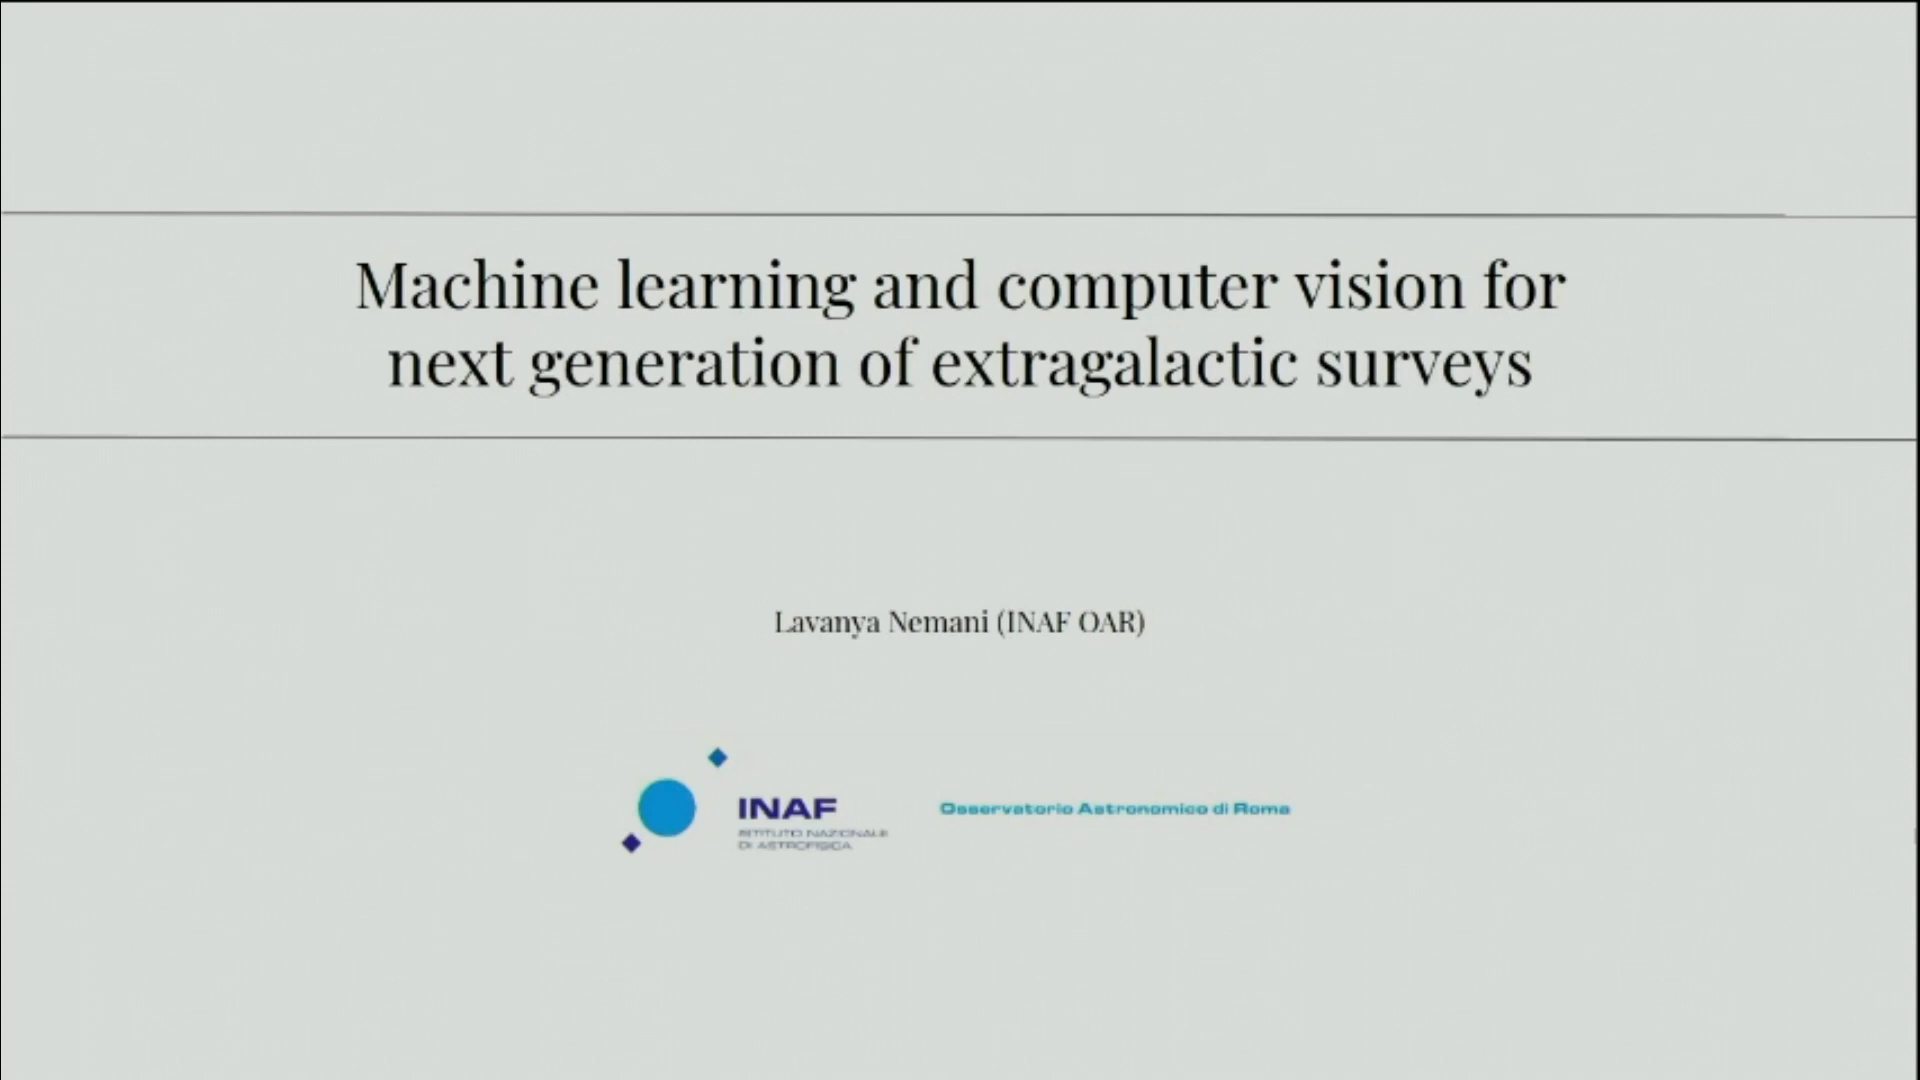 Machine learning and computer vision for
next generation of extragalactic surveys
Lavanya Nemani (INAF OAR)
INAF
ISTITUTO NAZIONALE
DI ASTROFISICA
Osservatorio Astronomico di Roma